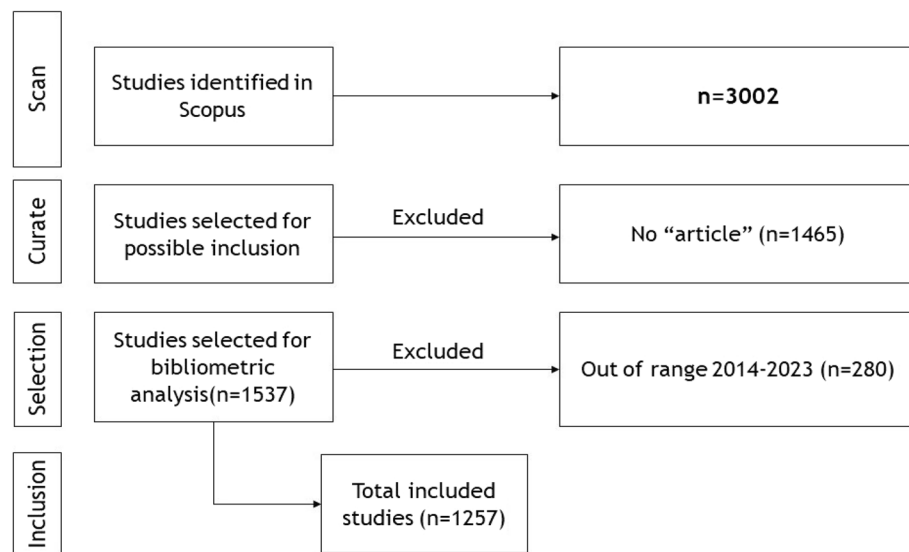 Scan
Studies identified in
Scopus
n=3002
Curate
Studies selected for
possible inclusion
Excluded
No “article” (n=1465)
Selection
Studies selected for
bibliometric
analysis(n=1537)
Excluded
Out of range 2014-2023 (n=280)
Inclusion
Total included
studies (n=1257)